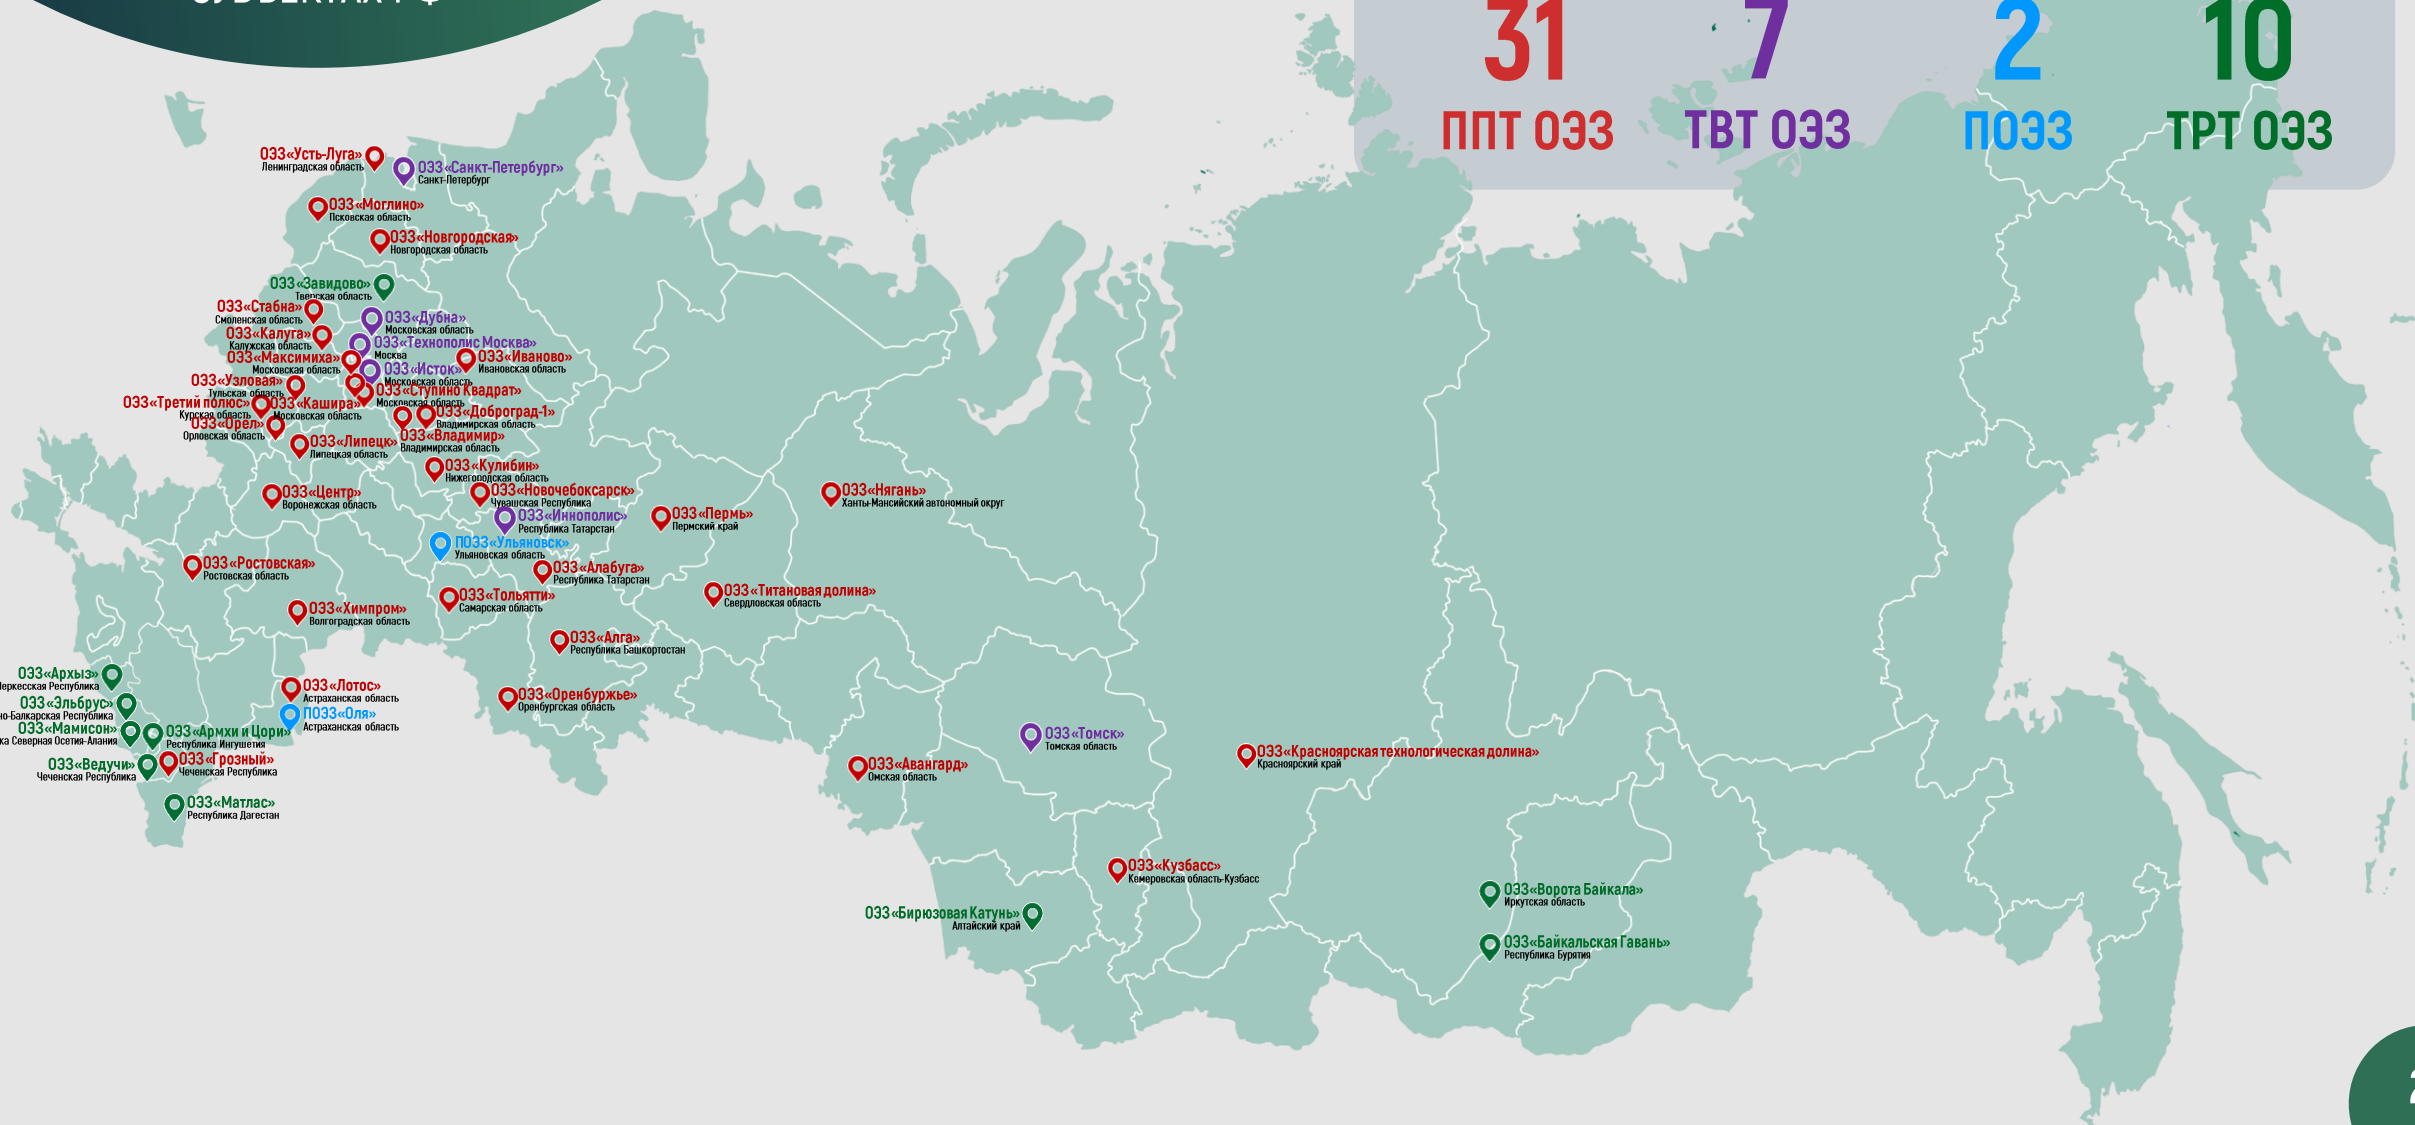 31
7
2
10
ППТ ОЭЗ
ТВТ ОЭЗ
ПОЭЗ
ТРТ ОЭЗ
ОЭЗ «Усть-Луга»
Ленинградская область
ОЭЗ «Санкт-Петербург»
Санкт-Петербург
ОЭЗ «Моглино»
Псковская область
ОЭЗ «Новгородская»
Новгородская область
ОЭЗ «Завидово»
Тверская область
ОЭЗ «Стабна»
Смоленская область
ОЭЗ «Дубна»
Московская область
ОЭЗ «Калуга»
Калужская область
ОЭЗ «Технополис Москва»
Москва
ОЭЗ «Максимиха»
Московская область
ОЭЗ «Иваново»
Ивановская область
ОЭЗ «Исток»
Московская область
ОЭЗ «Узловая»
Тульская область
ОЭЗ «Ступино Квадрат»
Московская область
ОЭЗ «Третий полюс»
Курская область
ОЭЗ «Кашира»
Московская область
ОЭЗ «Доброград-1»
Владимирская область
ОЭЗ «Орёл»
Орловская область
ОЭЗ «Владимир»
Владимирская область
ОЭЗ «Липецк»
Липецкая область
ОЭЗ «Кулибин»
Нижегородская область
ОЭЗ «Центр»
Воронежская область
ОЭЗ «Новочебоксарск»
Чувашская Республика
ОЭЗ «Нягань»
Ханты-Мансийский автономный округ
ОЭЗ «Иннополис»
Республика Татарстан
ОЭЗ «Пермь»
Пермский край
ПОЭЗ «Ульяновск»
Ульяновская область
ОЭЗ «Ростовская»
Ростовская область
ОЭЗ «Алабуга»
Республика Татарстан
ОЭЗ «Титановая долина»
Свердловская область
ОЭЗ «Тольятти»
Самарская область
ОЭЗ «Химпром»
Волгоградская область
ОЭЗ «Алга»
Республика Башкортостан
ОЭЗ «Архыз»
Республика
ОЭЗ «Лотос»
Астраханская область
ОЭЗ «Оренбуржье»
Оренбургская область
ОЭЗ «Эльбрус»
но-Балкарская Республика
ПОЭЗ «Оля»
Астраханская область
ОЭЗ «Мамисон»
ка Северная Осетия-Алания
ОЭЗ «Армхи и Цори»
Республика Ингушетия
ОЭЗ «Томск»
Томская область
ОЭЗ «Красноярская технологическая долина»
Красноярский край
ОЭЗ «Ведучи»
Чеченская Республика
ОЭЗ «Грозный»
Чеченская Республика
ОЭЗ «Авангард»
Омская область
ОЭЗ «Матлас»
Республика Дагестан
ОЭЗ «Кузбасс»
Кемеровская область-Кузбасс
ОЭЗ «Ворота Байкала»
Иркутская область
ОЭЗ «Бирюзовая Катунь»
Алтайский край
ОЭЗ «Байкальская Гавань»
Республика Бурятия